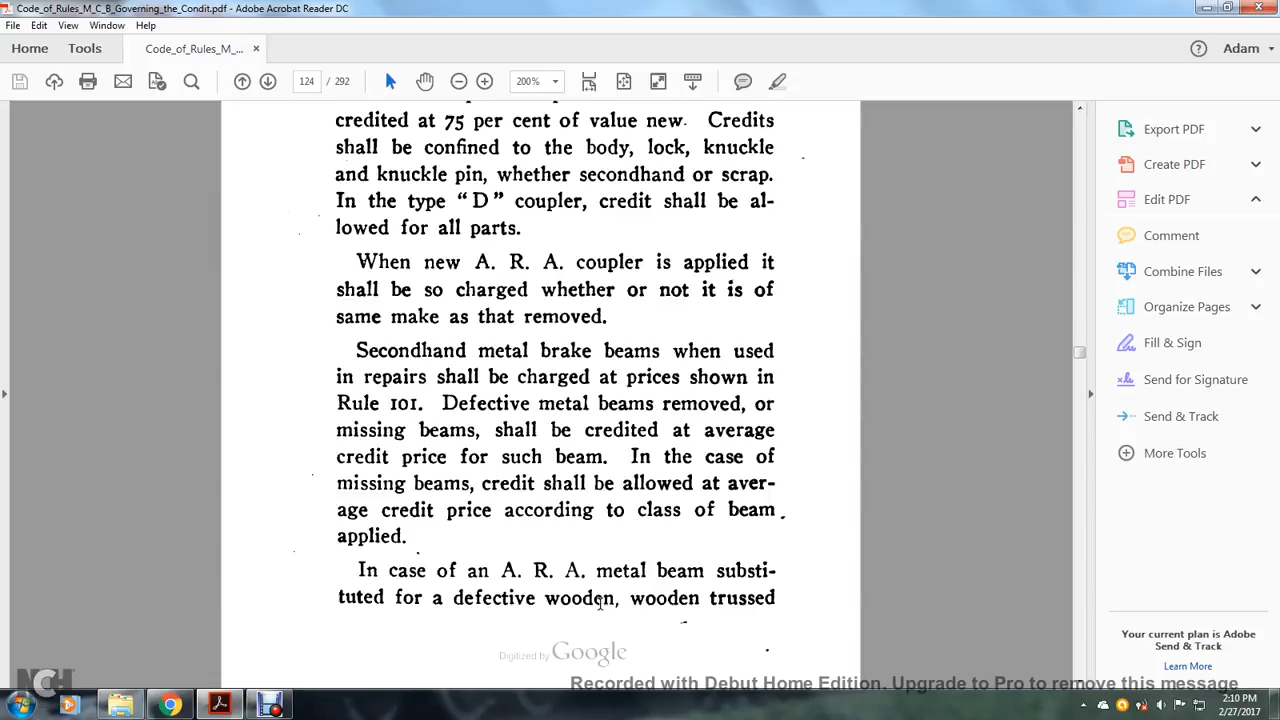 Code_of_Rules_M_C_B_Governing_the_Condit.pdf - Adobe Acrobat Reader DC
File Edit View Window Help
Home Tools Code_of_Rules_M_... × Adam
124 / 292 200%
credited at 75 per cent of value new. Credits
shall be confined to the body, lock, knuckle
and knuckle pin, whether secondhand or scrap.
In the type "D" coupler, credit shall be al-
lowed for all parts.
When new A. R. A. coupler is applied it
shall be so charged whether or not it is of
same make as that removed.
Secondhand metal brake beams when used
in repairs shall be charged at prices shown in
Rule 101. Defective metal beams removed, or
missing beams, shall be credited at average
credit price for such beam. In the case of
missing beams, credit shall be allowed at aver-
age credit price according to class of beam
applied.
In case of an A. R. A. metal beam substi-
tuted for a defective wooden, wooden trussed
Digitized by Google
Export PDF
Create PDF
Edit PDF
Comment
Combine Files
Organize Pages
Fill & Sign
Send for Signature
Send & Track
More Tools
Your current plan is Adobe
Send & Track
Learn More
NCH
Recorded with Debut Home Edition. Upgrade to Pro to remove this message
2:10 PM
2/27/2017